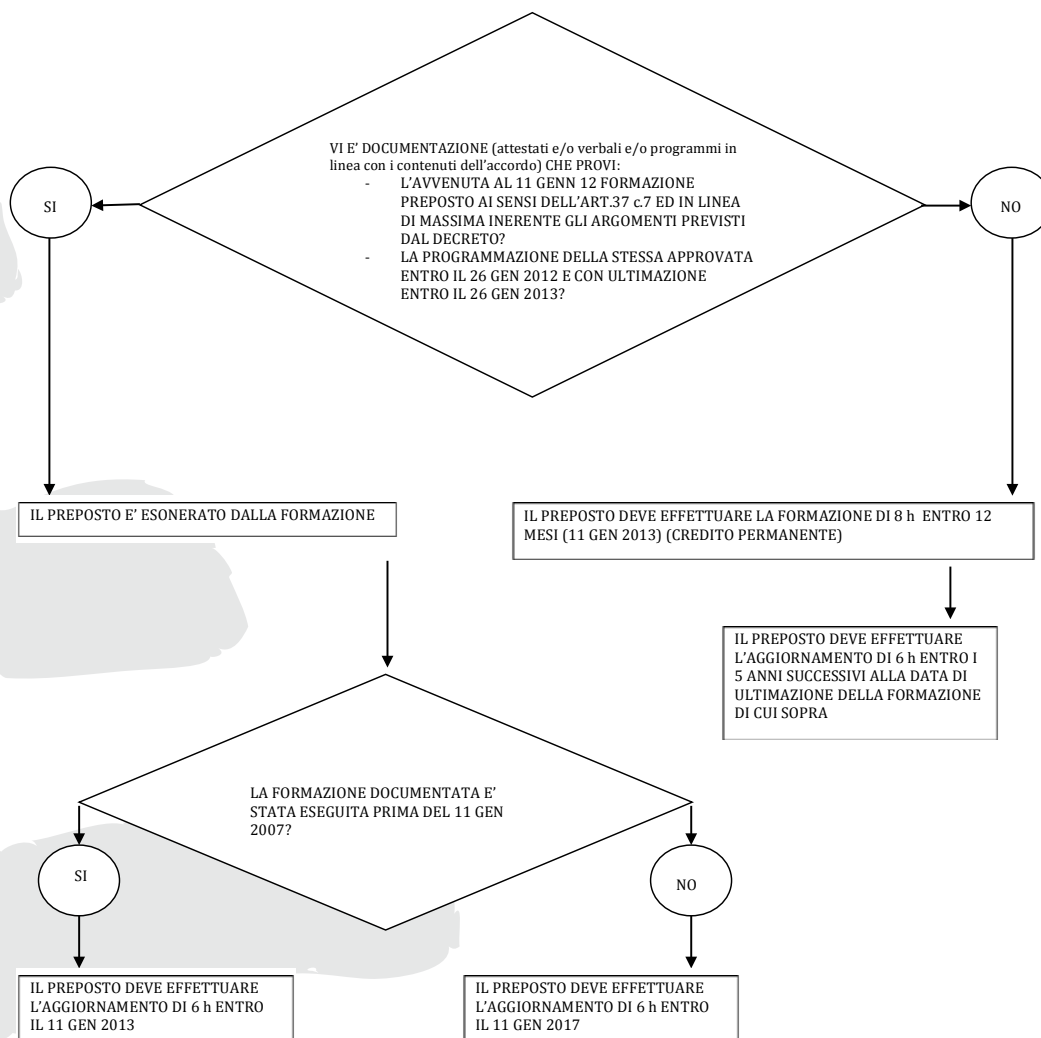 VI E' DOCUMENTAZIONE (attestati e/o verbali e/o programmi in
linea con i contenuti dell'accordo) CHE PROVI:
- L'AVVENUTA AL 11 GENN 12 FORMAZIONE
PREPOSTO AI SENSI DELL'ART.37 c.7 ED IN LINEA
DI MASSIMA INERENTE GLI ARGOMENTI PREVISTI
DAL DECRETO?
- LA PROGRAMMAZIONE DELLA STESSA APPROVATA
ENTRO IL 26 GEN 2012 E CON ULTIMAZIONE
ENTRO IL 26 GEN 2013?
SI
NO
IL PREPOSTO E' ESONERATO DALLA FORMAZIONE
IL PREPOSTO DEVE EFFETTUARE LA FORMAZIONE DI 8 h ENTRO 12
MESI (11 GEN 2013) (CREDITO PERMANENTE)
IL PREPOSTO DEVE EFFETTUARE
L'AGGIORNAMENTO DI 6 h ENTRO I
5 ANNI SUCCESSIVI ALLA DATA DI
ULTIMAZIONE DELLA FORMAZIONE
DI CUI SOPRA
LA FORMAZIONE DOCUMENTATA E'
STATA ESEGUITA PRIMA DEL 11 GEN
2007?
SI
NO
IL PREPOSTO DEVE EFFETTUARE
L'AGGIORNAMENTO DI 6 h ENTRO
IL 11 GEN 2013
IL PREPOSTO DEVE EFFETTUARE
L'AGGIORNAMENTO DI 6 h ENTRO
IL 11 GEN 2017